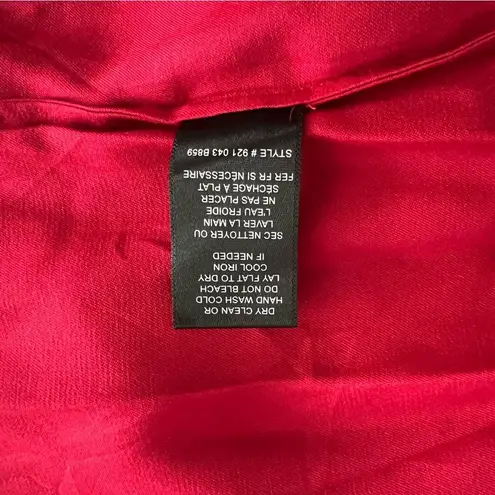 DRY CLEAN OR
HAND WASH COLD
DO NOT BLEACH
LAY FLAT TO DRY
COOL IRON
IF NEEDED
SEC NETTOYER OU
LAVER LA MAIN
L'EAU FROIDE
NE PAS PLACER
SÉCHAGE À PLAT
FER FR SI NÉCESSAIRE
STYLE # 921 043 B859